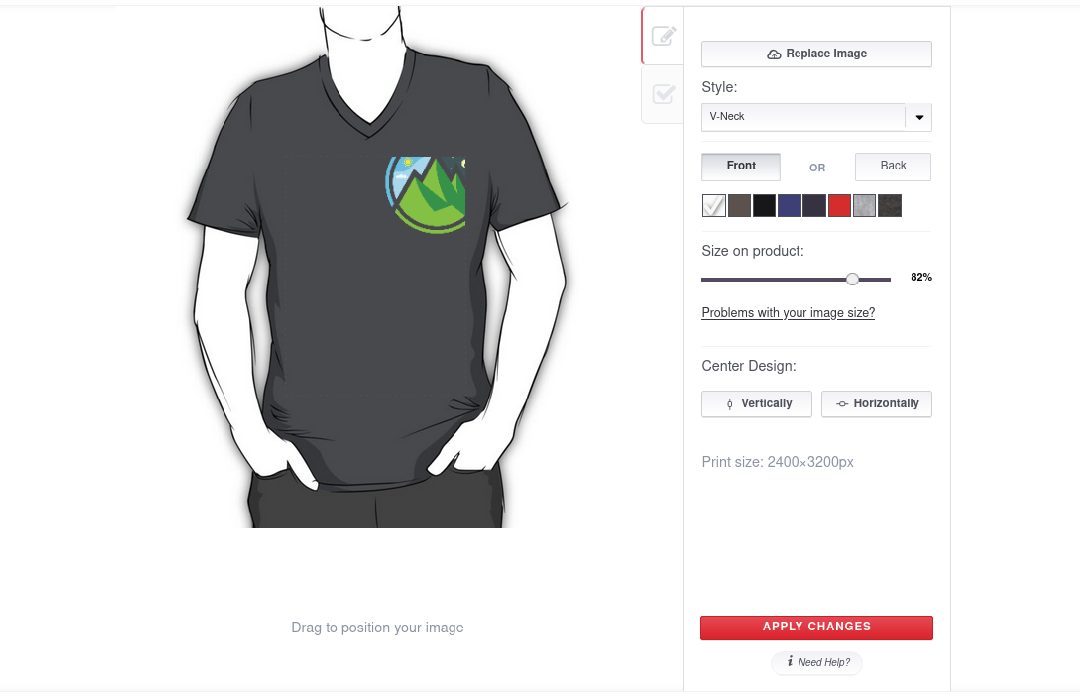 Replace Image
Style:
V-Neck
Front
OR
Back
Size on product:
82%
Problems with your image size?
Center Design:
Vertically
Horizontally
Print size: 2400×3200px
Drag to position your image
APPLY CHANGES
i Need Help?